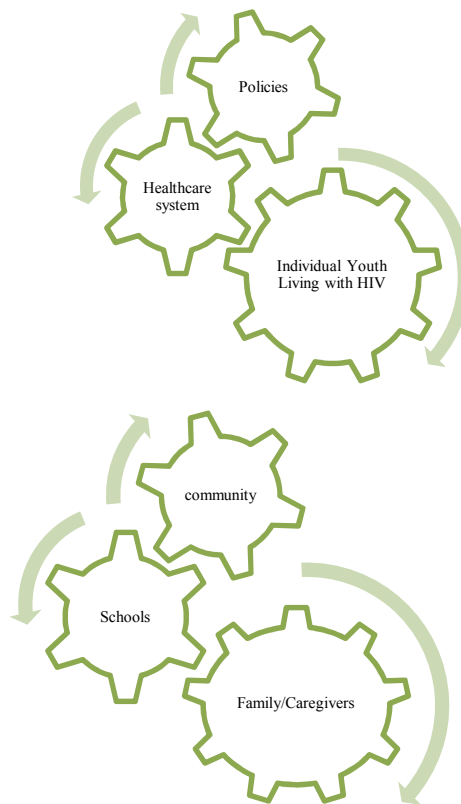 Policies
Healthcare
system
Individual Youth
Living with HIV
community
Schools
Family/Caregivers